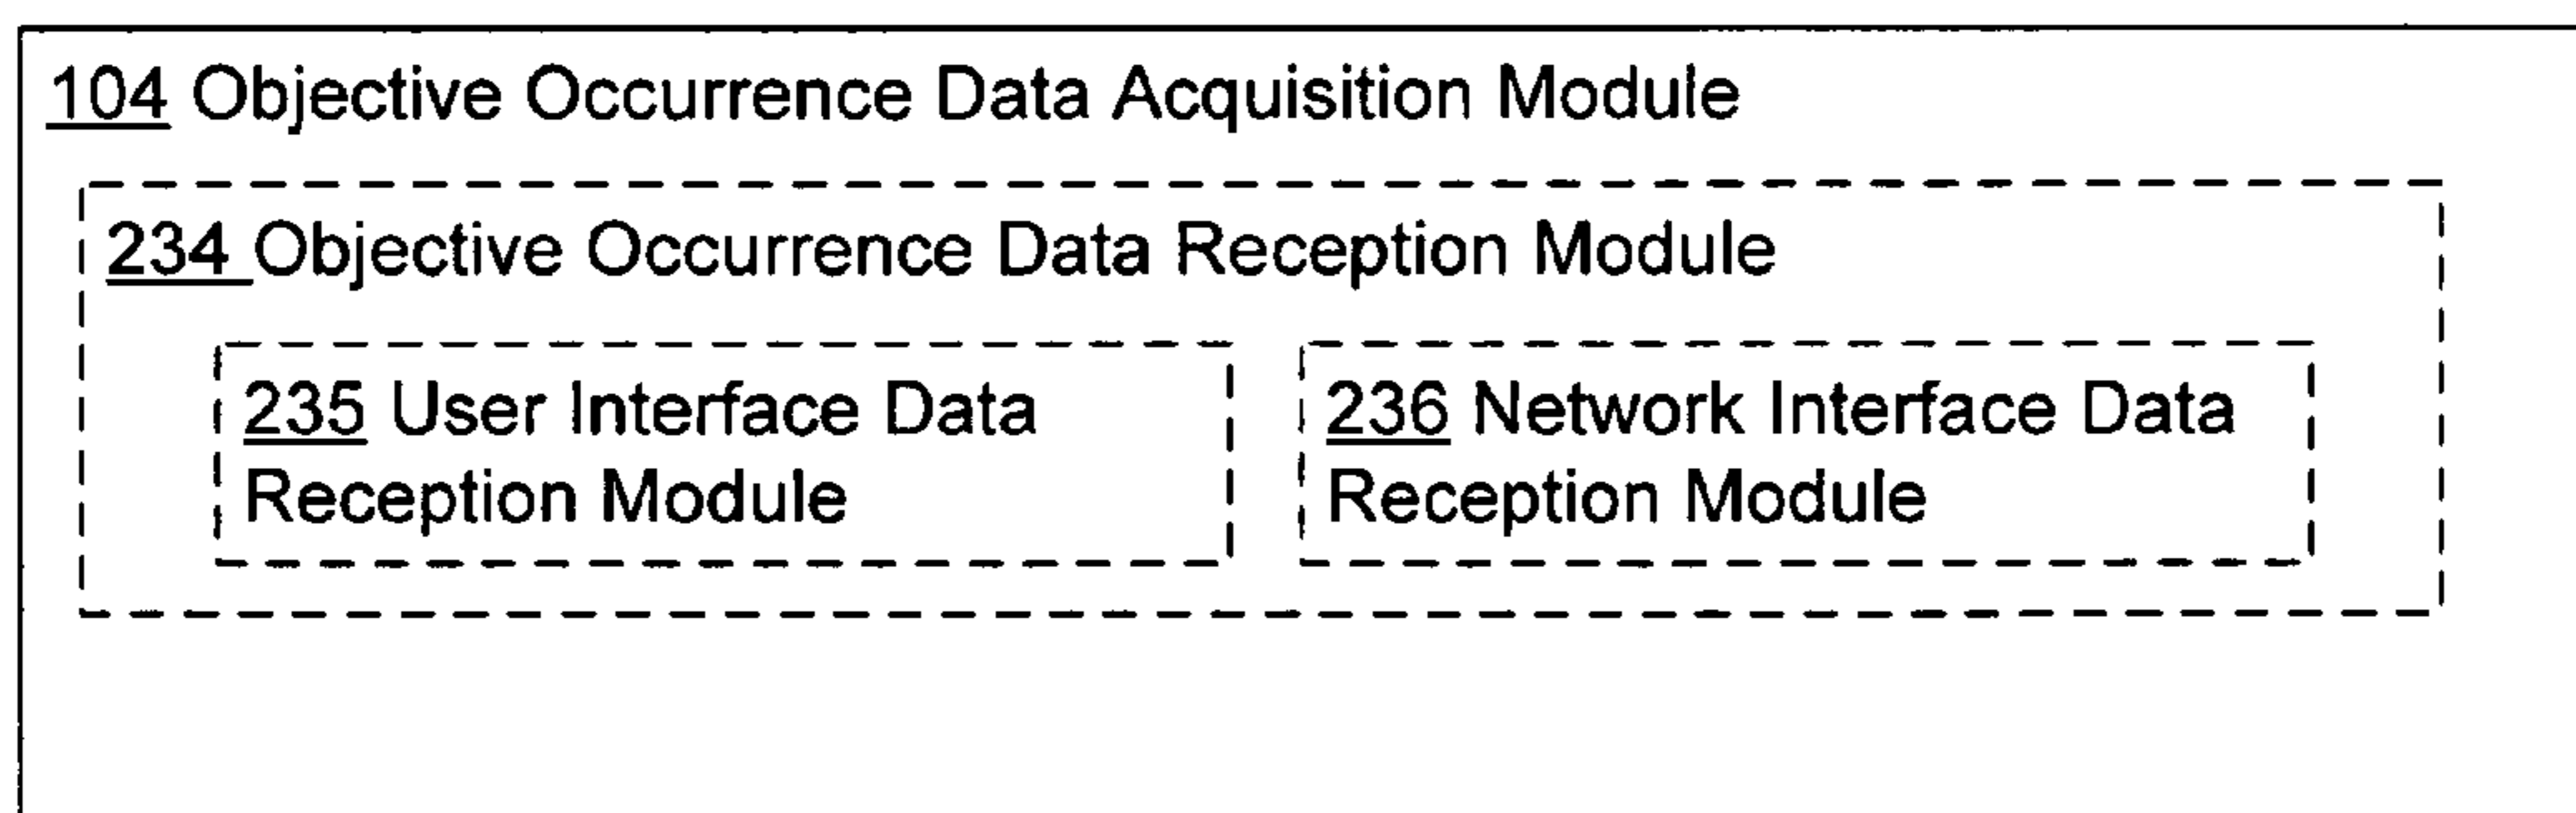 104 Objective Occurrence Data Acquisition Module
234 Objective Occurrence Data Reception Module
235 User Interface Data
Reception Module
236 Network Interface Data
Reception Module